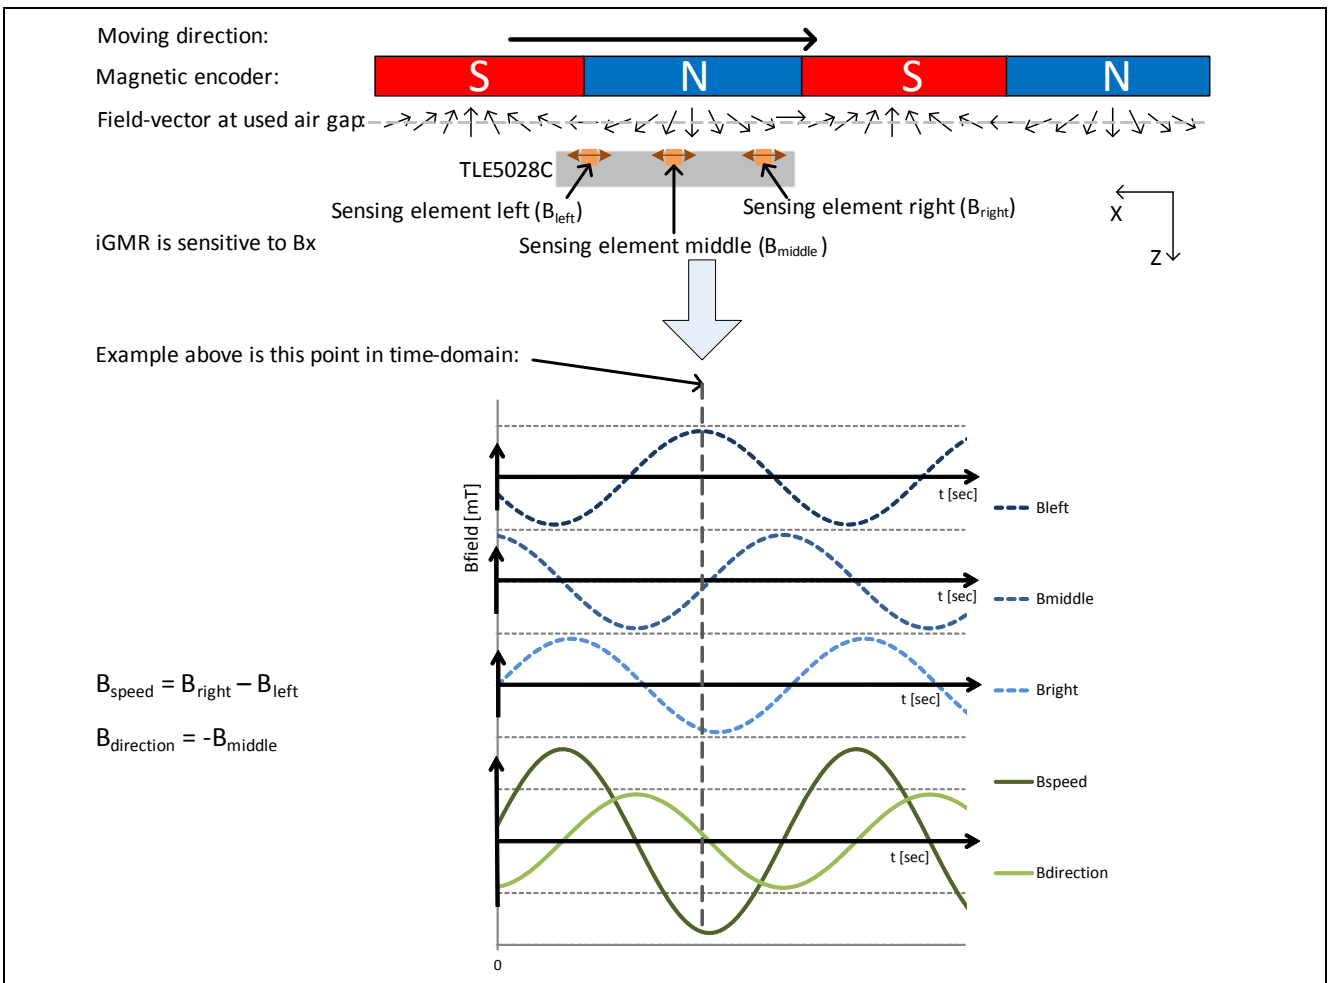 Moving direction:
Magnetic encoder:
S N S N
Field-vector at used air gap:
TLE5028C
Sensing element left (Bleft)
Sensing element right (Bright)
X
iGMR is sensitive to Bx
Sensing element middle (Bmiddle )
Z
Example above is this point in time-domain:
Bfield [mT]
t [sec]
Bleft
t [sec]
Bmiddle
Bspeed = Bright – Bleft
t [sec]
Bright
Bdirection = -Bmiddle
Bspeed
t [sec]
Bdirection
0